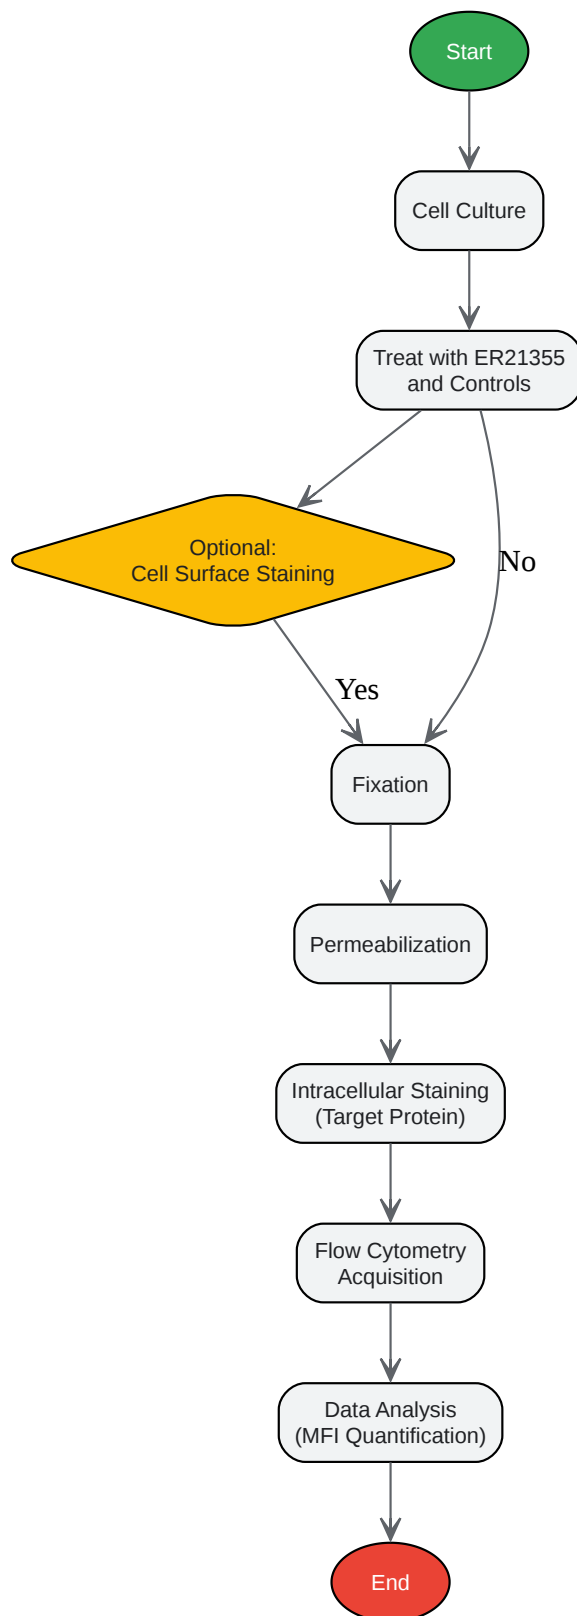 Start
Cell Culture
Treat with ER21355
and Controls
Optional:
Cell Surface Staining
No
Yes
Fixation
Permeabilization
Intracellular Staining
(Target Protein)
Flow Cytometry
Acquisition
Data Analysis
(MFI Quantification)
End